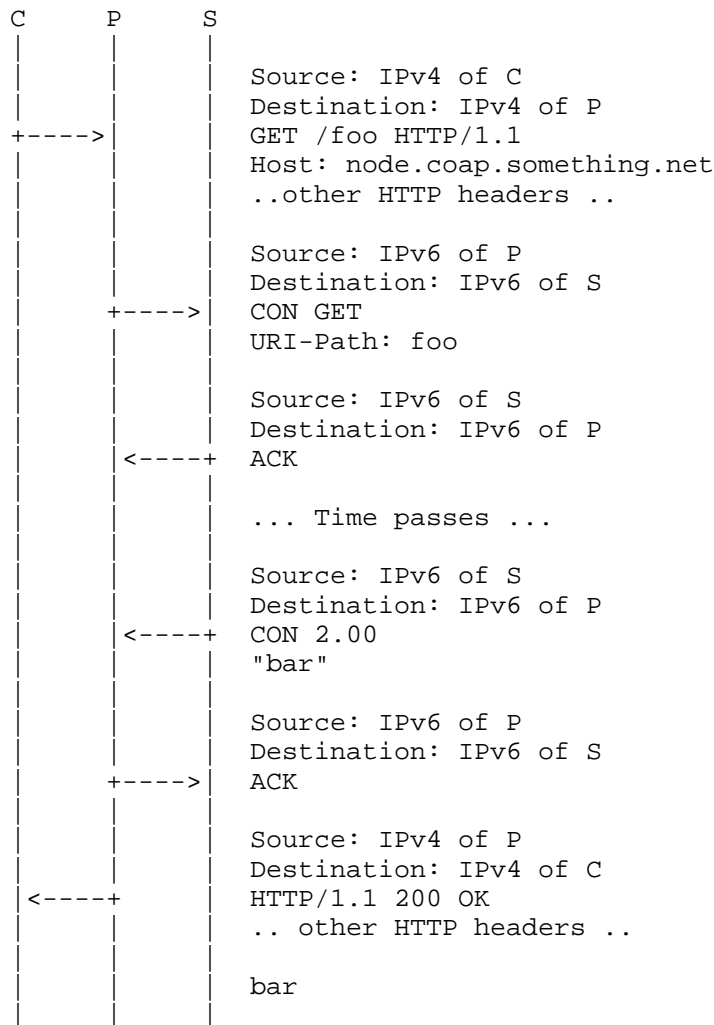 C     P     S
|     |     |
|     |     |  Source: IPv4 of C
|     |     |  Destination: IPv4 of P
+---->|     |  GET /foo HTTP/1.1
|     |     |  Host: node.coap.something.net
|     |     |  ..other HTTP headers ..
|     |     |
|     |     |  Source: IPv6 of P
|     |     |  Destination: IPv6 of S
|     +---->|  CON GET
|     |     |  URI-Path: foo
|     |     |
|     |     |  Source: IPv6 of S
|     |     |  Destination: IPv6 of P
|     |<----+  ACK
|     |     |
|     |     |  ... Time passes ...
|     |     |
|     |     |  Source: IPv6 of S
|     |     |  Destination: IPv6 of P
|     |<----+  CON 2.00
|     |     |  "bar"
|     |     |
|     |     |  Source: IPv6 of P
|     |     |  Destination: IPv6 of S
|     +---->|  ACK
|     |     |
|     |     |  Source: IPv4 of P
|     |     |  Destination: IPv4 of C
|<----+     |  HTTP/1.1 200 OK
|     |     |  .. other HTTP headers ..
|     |     |
|     |     |  bar
|     |     |